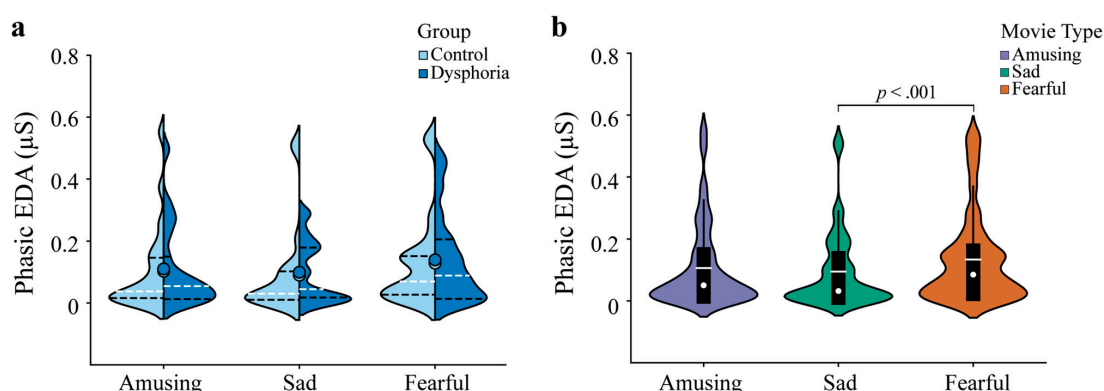 a
Group
Control
Dysphoria
Phasic EDA (µS)
0.8
0.6
0.4
0.2
0
Amusing
Sad
Fearful
b
Movie Type
Amusing
Sad
Fearful
p < .001
Phasic EDA (µS)
0.8
0.6
0.4
0.2
0
Amusing
Sad
Fearful